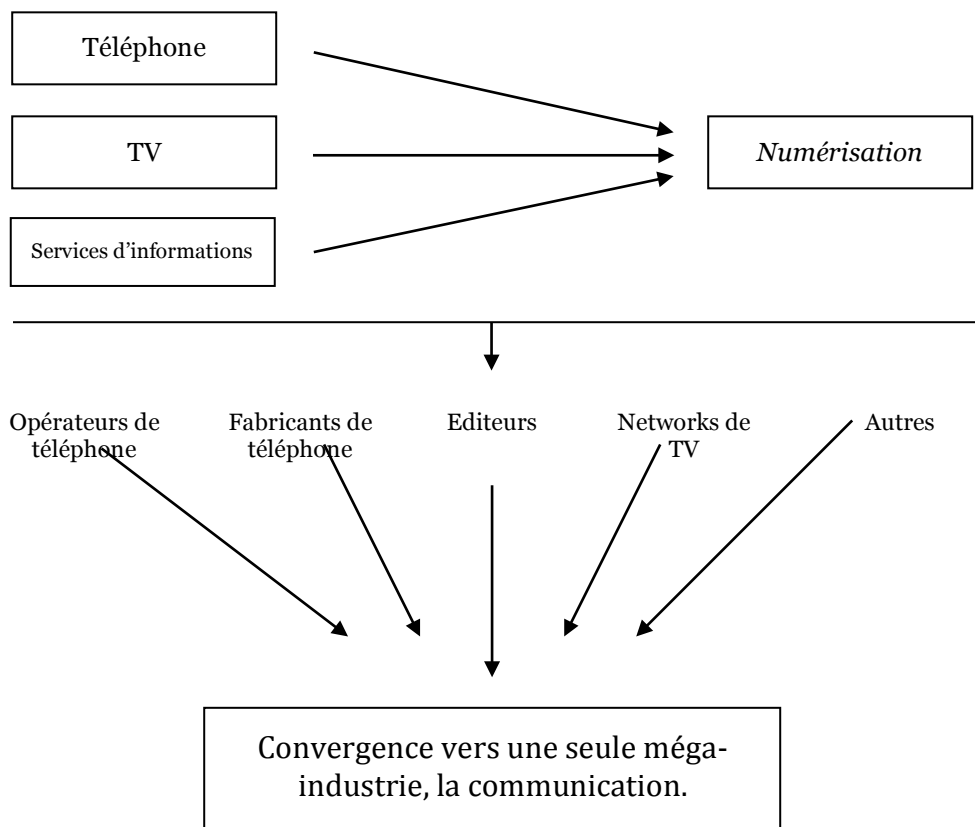 Téléphone
TV
Numérisation
Services d’informations
Opérateurs de
téléphone
Fabricants de
téléphone
Editeurs
Networks de
TV
Autres
Convergence vers une seule méga-
industrie, la communication.